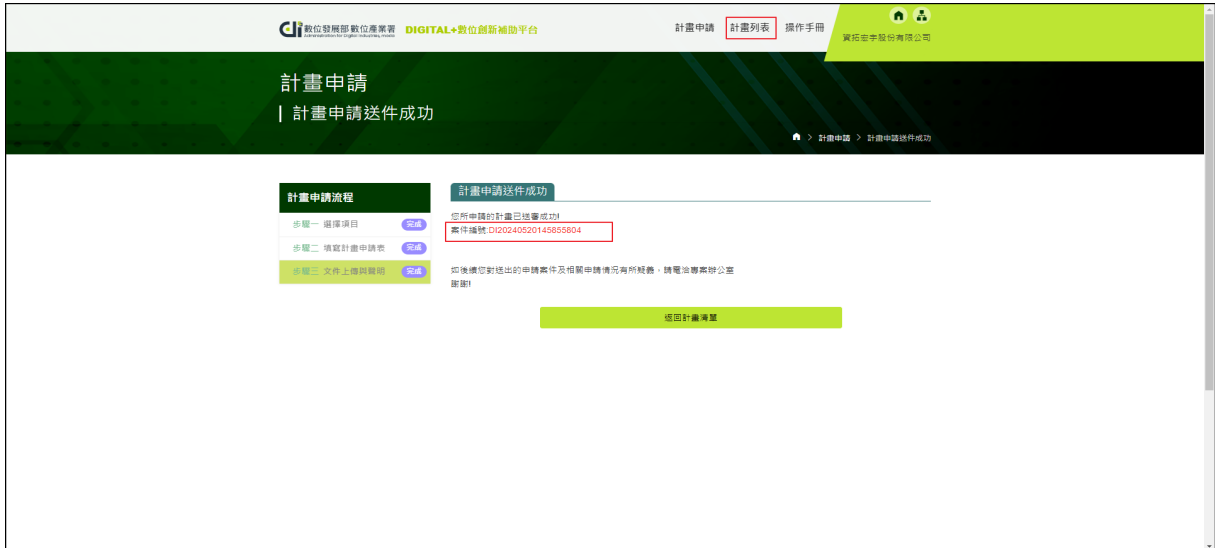 數位發展部 數位產業署
Administration for Digital Industries, moda
DIGITAL+數位創新補助平台
計畫申請 計畫列表 操作手冊
資拓宏宇股份有限公司
計畫申請
計畫申請送件成功
> 計畫申請 > 計畫申請送件成功
計畫申請流程
步驟一 選擇項目 完成
步驟二 填寫計畫申請表 完成
步驟三 文件上傳與聲明 完成
計畫申請送件成功
您所申請的計畫已送審成功!
案件編號:DI20240520145855804
如後續您對送出的申請案件及相關申請情況有所疑義，請電洽專案辦公室
謝謝!
返回計畫清單